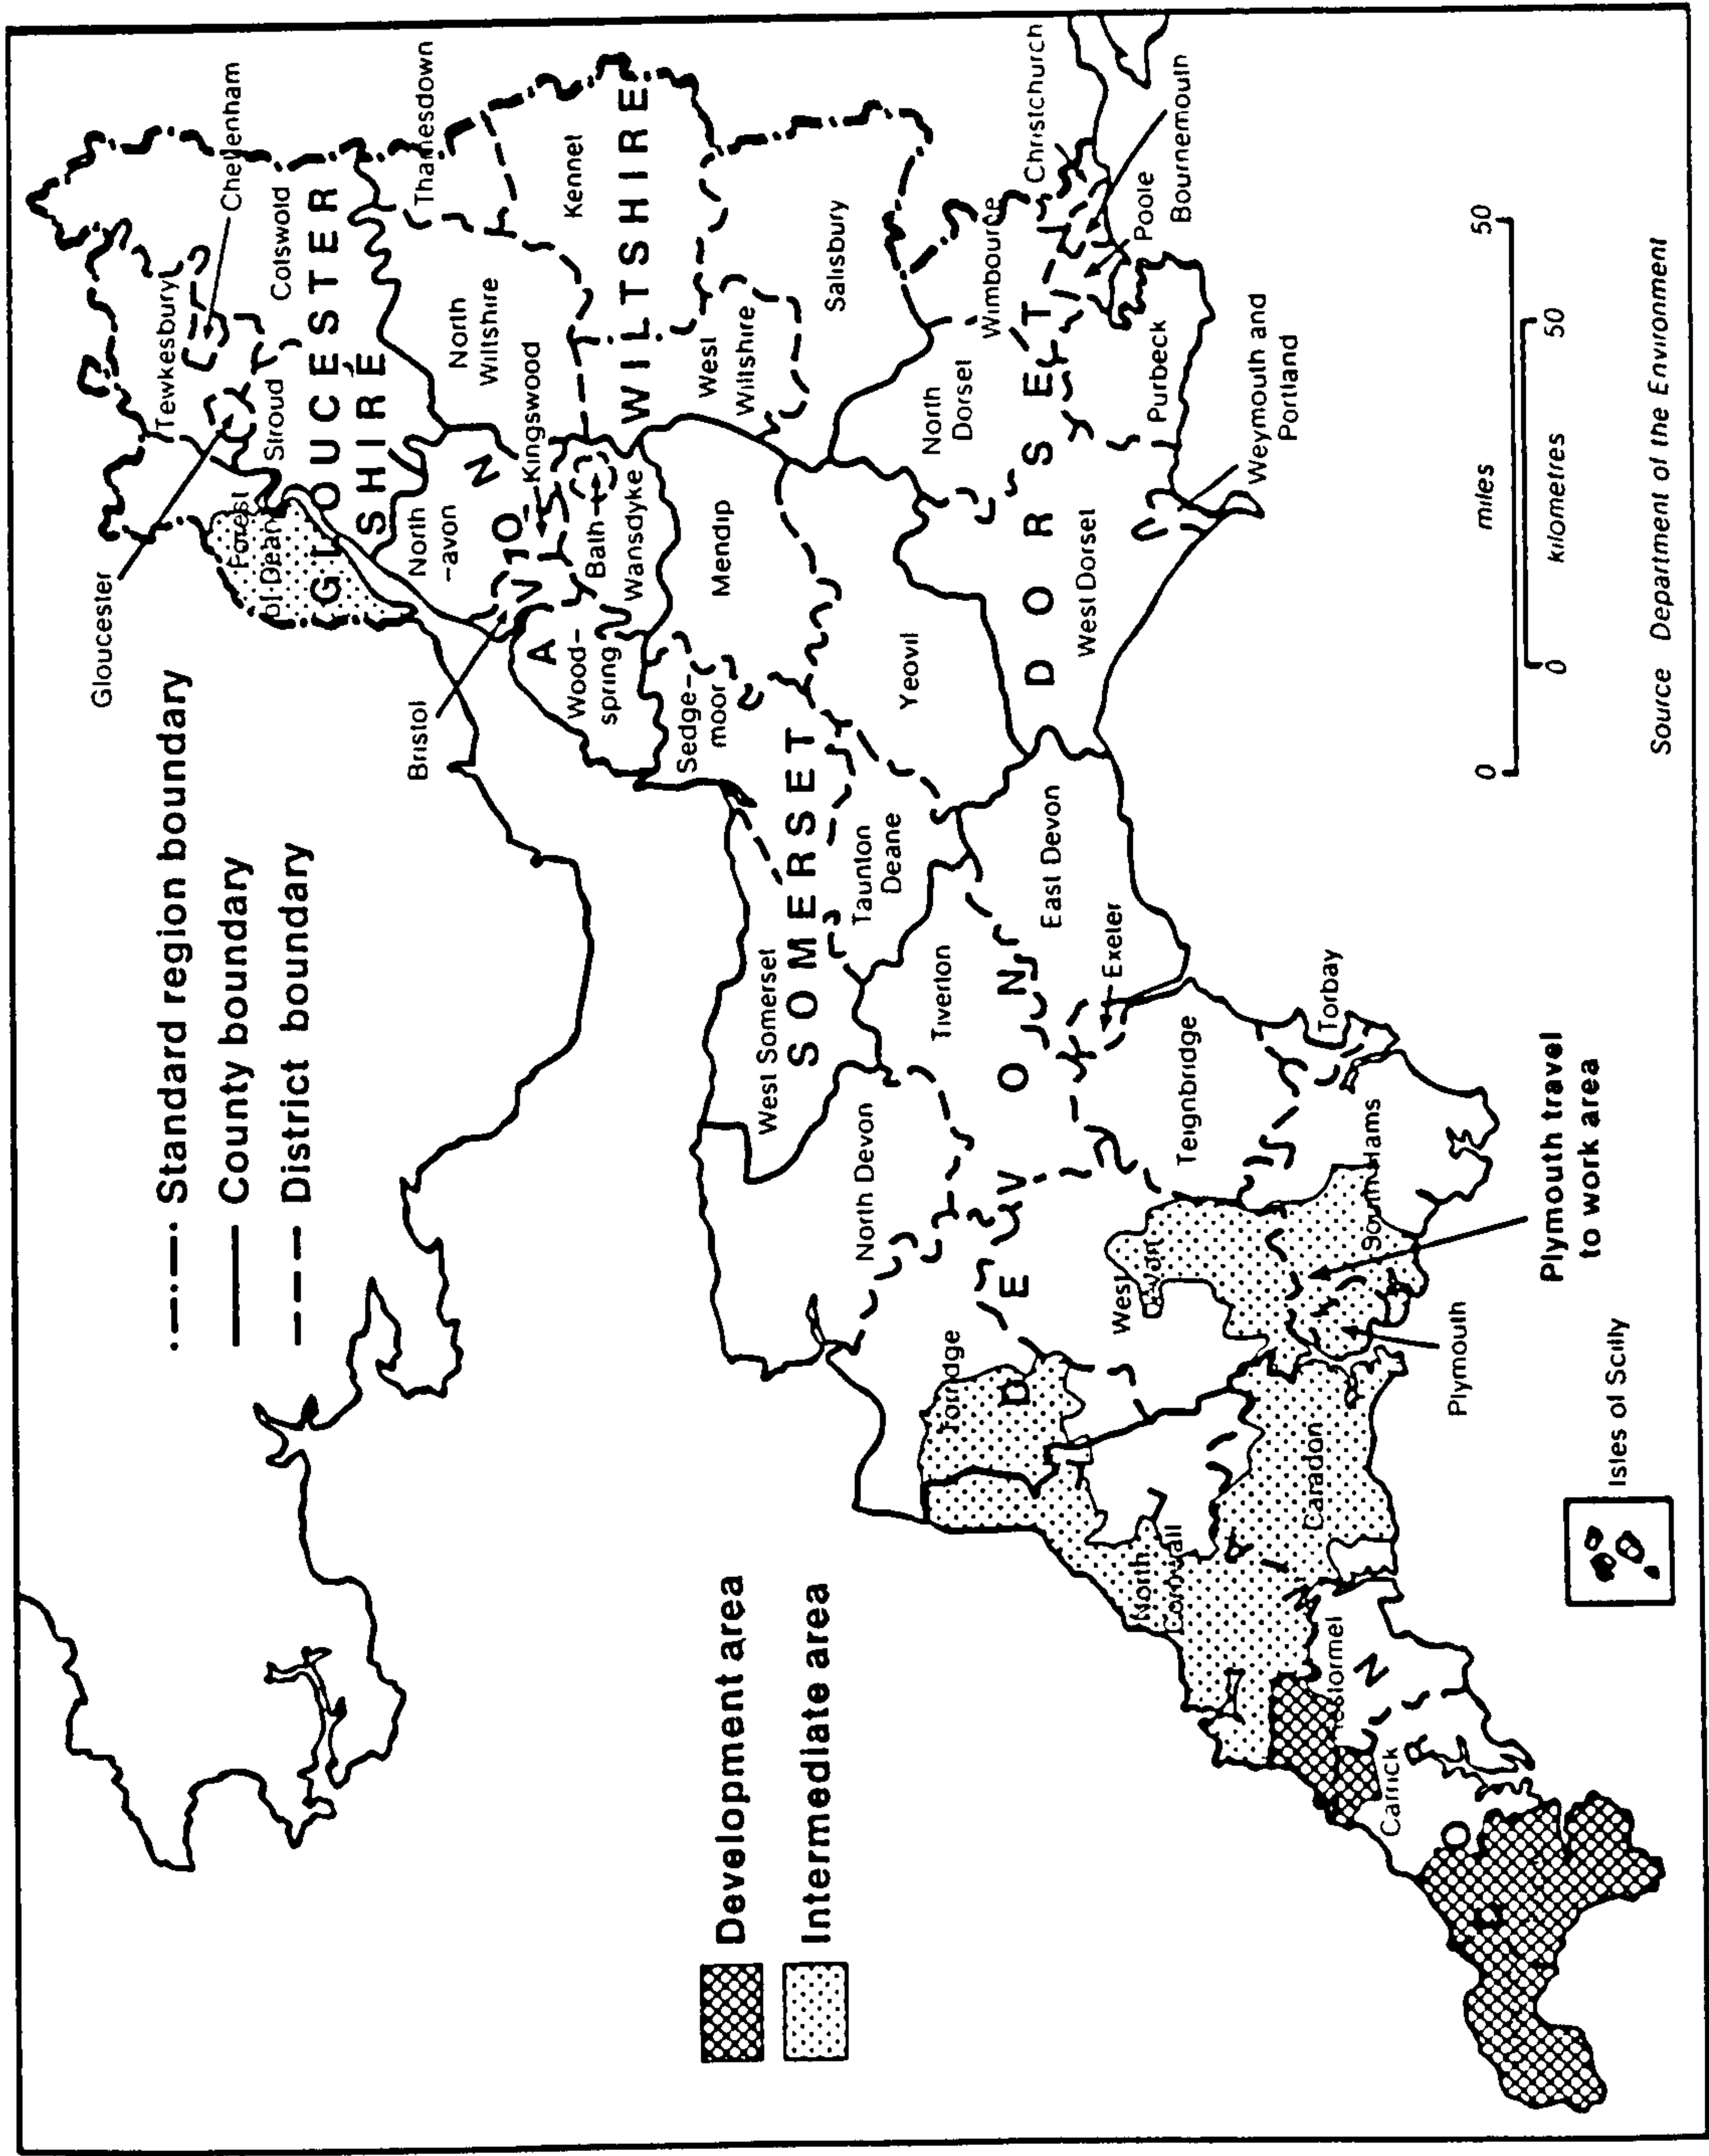 Standard region boundary
County boundary
District boundary
Development area
Intermediate area
GLOUCESTER
SHIRE
Tewkesbury
Cheltenham
Gloucester
Cotswold
Stroud
Forest
of Dean
AVON
North
-avon
Kingswood
Bristol
Bath
Wansdyke
Wood-
spring
WILTSHIRE
Thamesdown
North
Wiltshire
Kennet
West
Wiltshire
Salisbury
SOMERSET
Mendip
Sedge-
moor
West Somerset
Taunton
Deane
Yeovil
DORSET
North
Dorset
Wimbourne
Christchurch
Bournemouth
Poole
Purbeck
West Dorset
Weymouth and
Portland
DEVON
North Devon
Torridge
Tiverton
East Devon
Exeter
Teignbridge
Torbay
South Hams
West
Devon
Plymouth
Plymouth travel
to work area
North
Cornwall
Caradon
Restormel
Carrick
Isles of Scilly
0
50
miles
kilometres
0
50
Source Department of the Environment